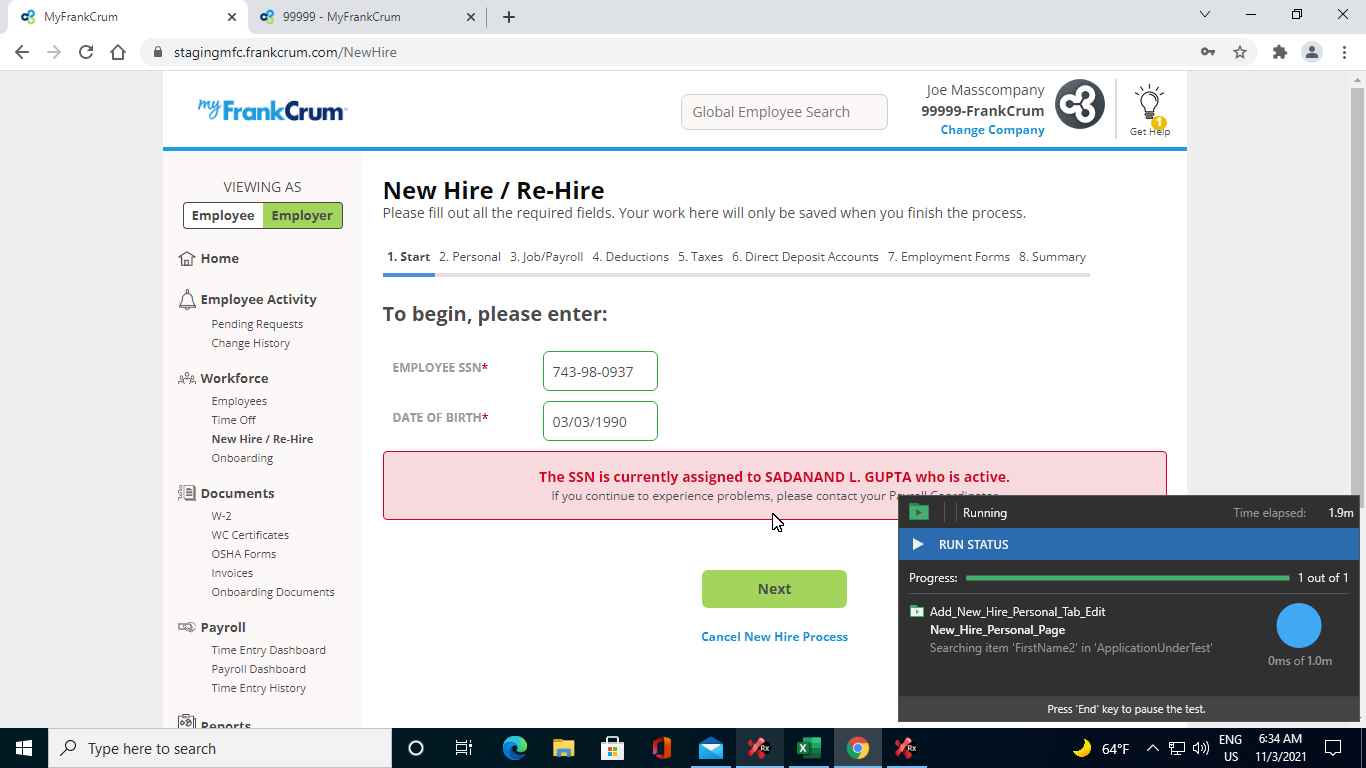 MyFrankCrum
99999 - MyFrankCrum
stagingmfc.frankcrum.com/NewHire
myFrankCrum
Global Employee Search
Joe Masscompany
99999-FrankCrum
Change Company
1
Get Help
VIEWING AS
Employee Employer
Home
Employee Activity
Pending Requests
Change History
Workforce
Employees
Time Off
New Hire / Re-Hire
Onboarding
Documents
W-2
WC Certificates
OSHA Forms
Invoices
Onboarding Documents
Payroll
Time Entry Dashboard
Payroll Dashboard
Time Entry History
Reports
New Hire / Re-Hire
Please fill out all the required fields. Your work here will only be saved when you finish the process.
1. Start 2. Personal 3. Job/Payroll 4. Deductions 5. Taxes 6. Direct Deposit Accounts 7. Employment Forms 8. Summary
To begin, please enter:
EMPLOYEE SSN* 743-98-0937
DATE OF BIRTH* 03/03/1990
The SSN is currently assigned to SADANAND L. GUPTA who is active.
If you continue to experience problems, please contact your Payroll Coordinator
Next
Cancel New Hire Process
Running Time elapsed: 1.9m
RUN STATUS
Progress: 1 out of 1
Add_New_Hire_Personal_Tab_Edit
New_Hire_Personal_Page
Searching item 'FirstName2' in 'ApplicationUnderTest'
0ms of 1.0m
Press 'End' key to pause the test.
Type here to search
Rx
Rx
64°F
ENG
US
6:34 AM
11/3/2021